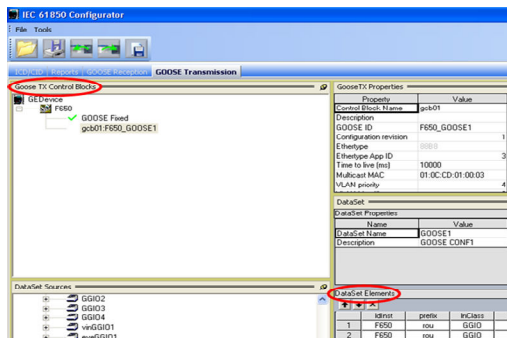 IEC 61850 Configurator
File Tools
ICD/CID | Reports | GOOSE Reception | GOOSE Transmission
Goose TX Control Blocks
GEDevice
F650
GOOSE Fixed
gcb01:F650_GOOSE1
GooseTX Properties
Property Value
Control Block Name gcb01
Description
GOOSE ID F650_GOOSE1
Configuration revision 1
Ethertype 88B8
Ethertype App ID 3
Time to live (ms) 10000
Multicast MAC 01:0C:CD:01:00:03
VLAN priority 4
DataSet
DataSet Properties
Name Value
DataSet Name GOOSE1
Description GOOSE CONF1
DataSet Sources
GGIO2
GGIO3
GGIO4
vinGGIO1
eveGGIO1
DataSet Elements
ldInst prefix lnClass
1 F650 rou GGIO
2 F650 rou GGIO